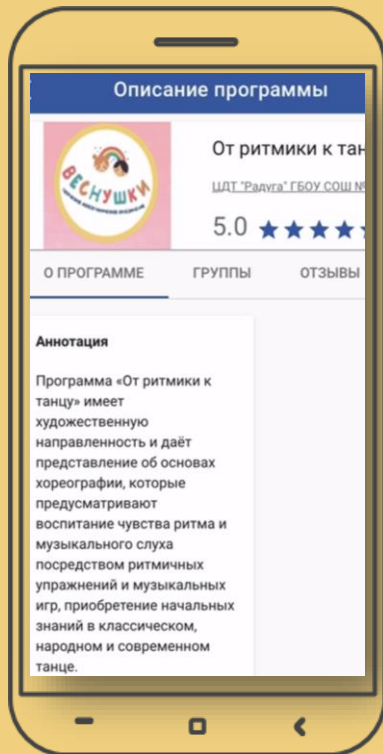 Описание программы
ВЕСНУШКИ
От ритмики к тан
ЦДТ "Радуга" ГБОУ СОШ №
5.0
О ПРОГРАММЕ ГРУППЫ ОТЗЫВЫ
Аннотация
Программа «От ритмики к
танцу» имеет
художественную
направленность и даёт
представление об основах
хореографии, которые
предусматривают
воспитание чувства ритма и
музыкального слуха
посредством ритмичных
упражнений и музыкальных
игр, приобретение начальных
знаний в классическом,
народном и современном
танце.